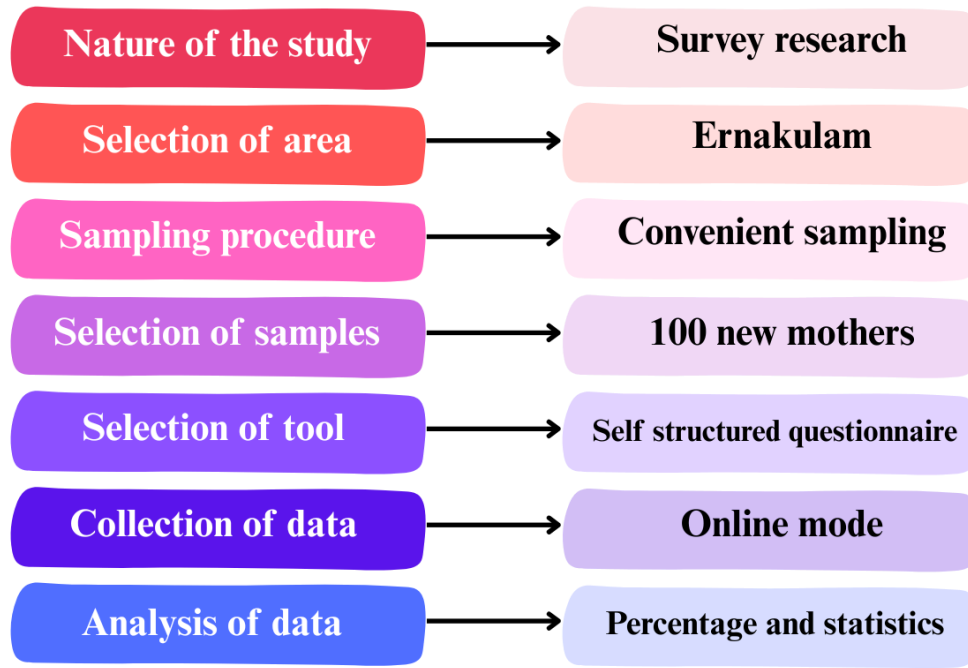 Nature of the study
Survey research
Selection of area
Ernakulam
Sampling procedure
Convenient sampling
Selection of samples
100 new mothers
Selection of tool
Self structured questionnaire
Collection of data
Online mode
Analysis of data
Percentage and statistics